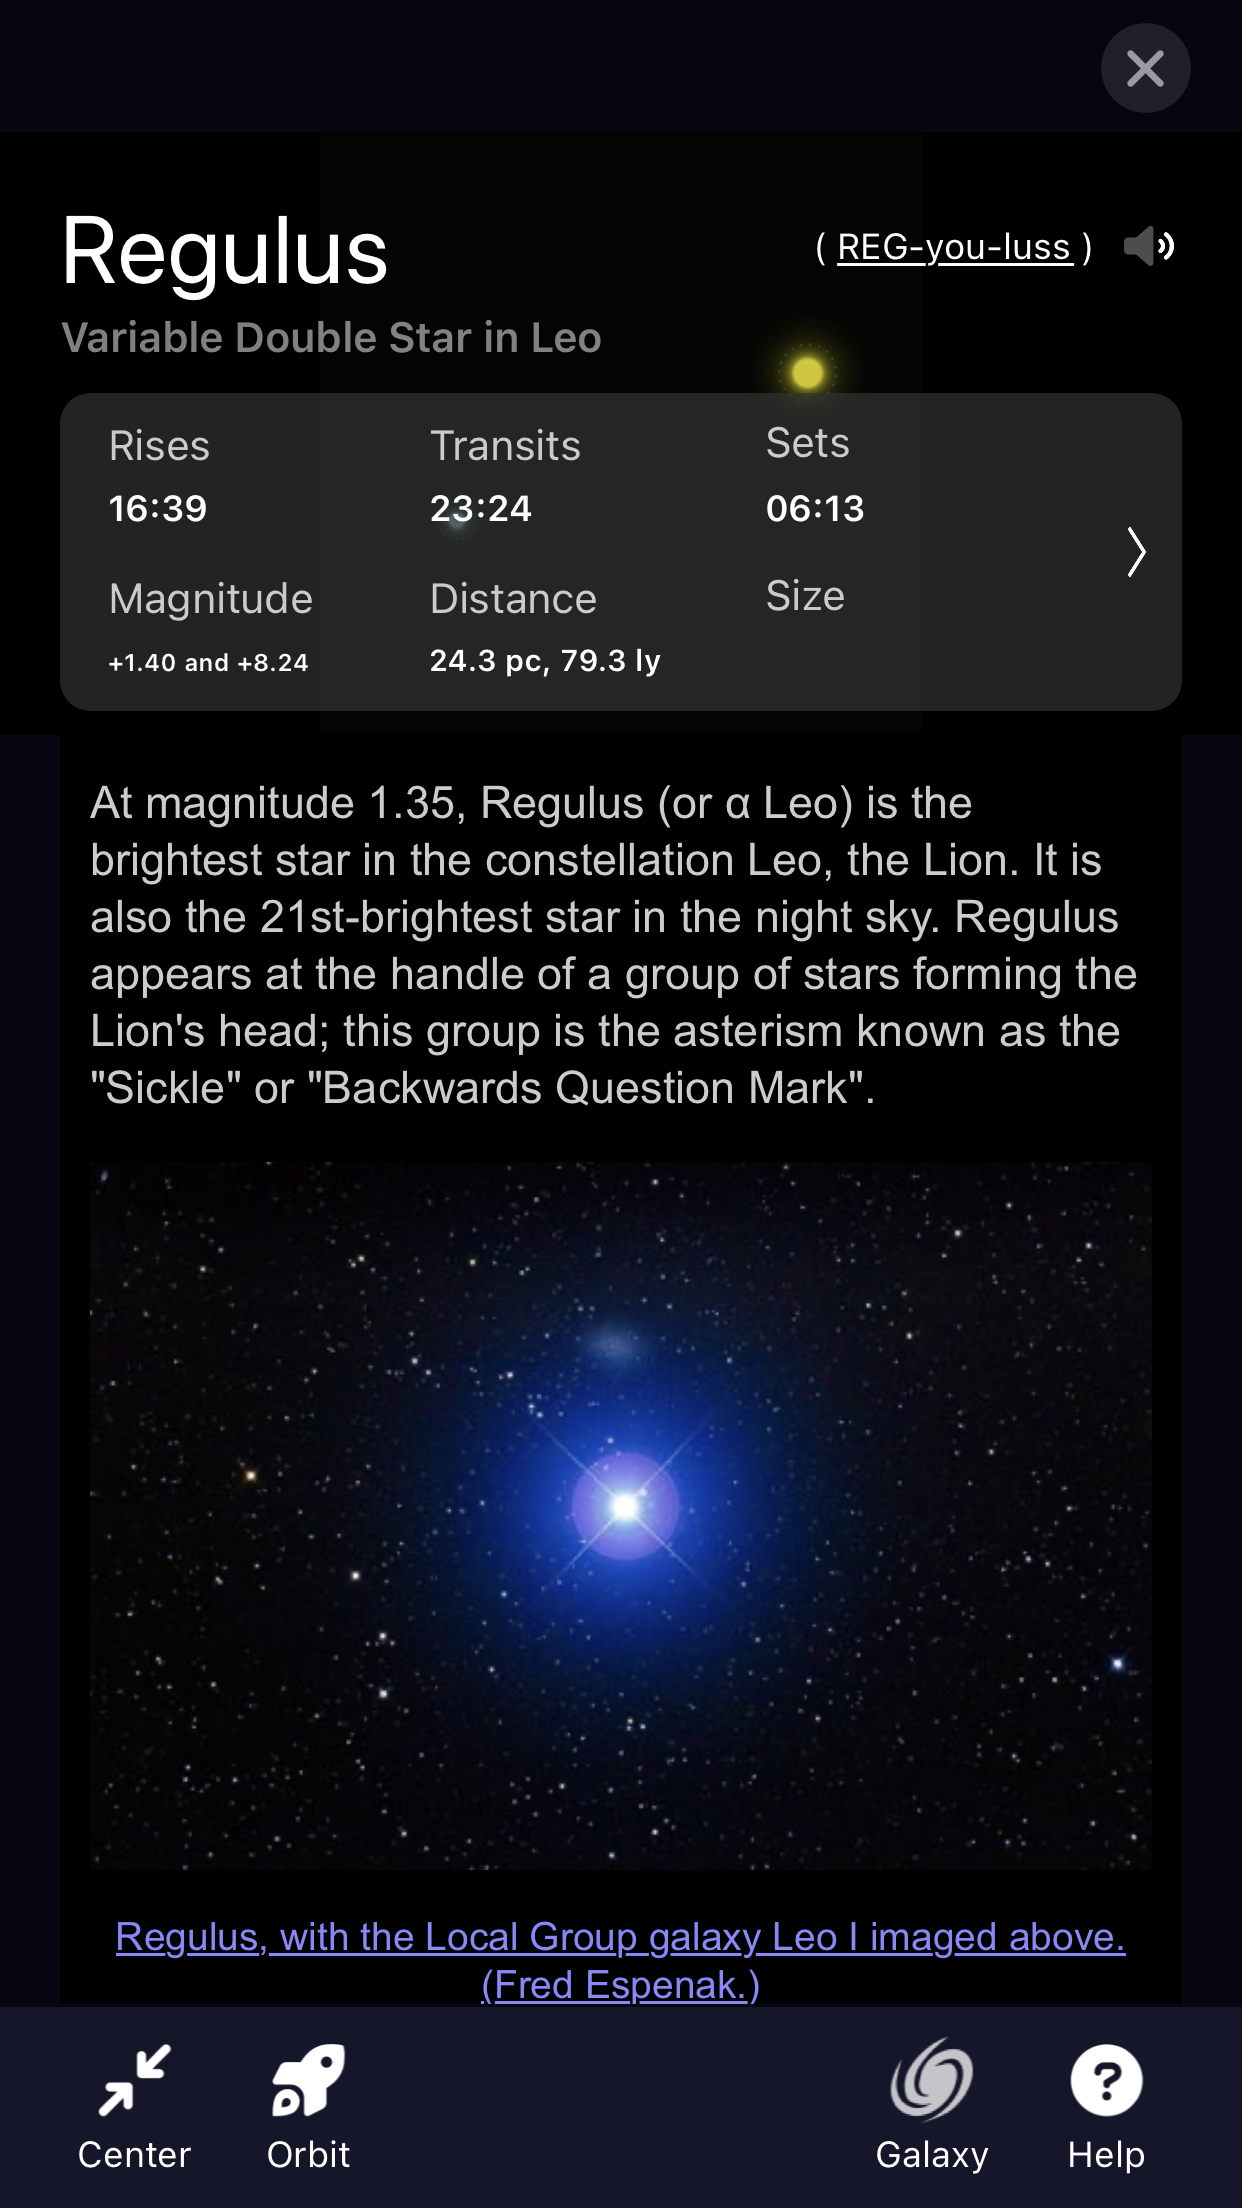 Regulus
( REG-you-luss )
Variable Double Star in Leo
Rises Transits Sets
16:39 23:24 06:13
Magnitude Distance Size
+1.40 and +8.24 24.3 pc, 79.3 ly
At magnitude 1.35, Regulus (or α Leo) is the
brightest star in the constellation Leo, the Lion. It is
also the 21st-brightest star in the night sky. Regulus
appears at the handle of a group of stars forming the
Lion's head; this group is the asterism known as the
"Sickle" or "Backwards Question Mark".
Regulus, with the Local Group galaxy Leo I imaged above.
(Fred Espenak.)
Center Orbit Galaxy Help